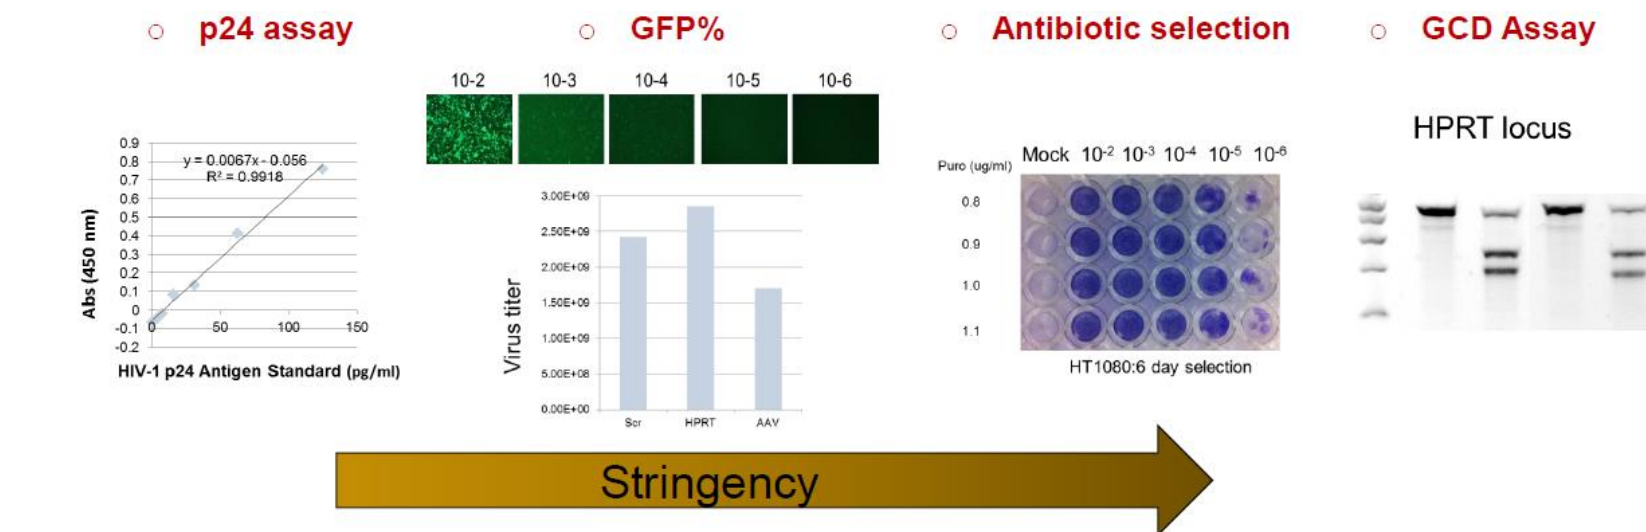 ○ p24 assay
○ GFP%
○ Antibiotic selection
○ GCD Assay
0.9
0.8
0.7
0.6
0.5
0.4
0.3
0.2
0.1
0
-0.1
-0.2
y = 0.0067x - 0.056
R² = 0.9918
0 50 100 150
Abs (450 nm)
HIV-1 p24 Antigen Standard (pg/ml)
10-2 10-3 10-4 10-5 10-6
3.00E+09
2.50E+09
2.00E+09
1.50E+09
1.00E+09
5.00E+08
0.00E+00
Virus titer
Scr HPRT AAV
Mock 10⁻² 10⁻³ 10⁻⁴ 10⁻⁵ 10⁻⁶
Puro (ug/ml)
0.8
0.9
1.0
1.1
HT1080:6 day selection
HPRT locus
Stringency